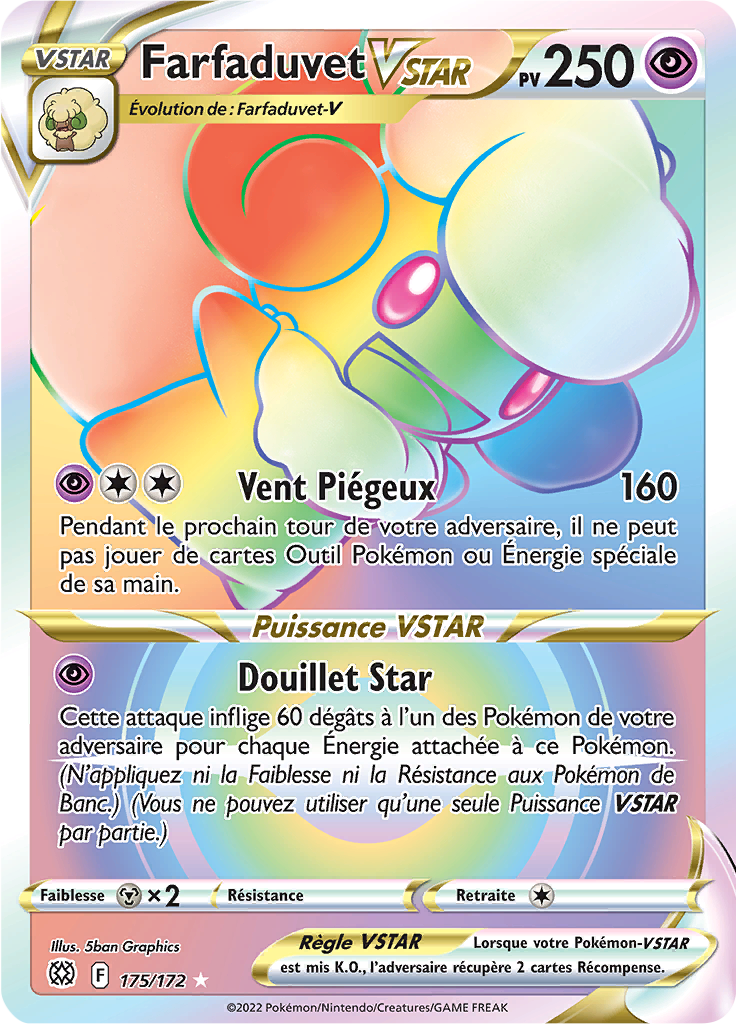 VSTAR
Farfaduvet VSTAR PV 250
Évolution de : Farfaduvet-V
Vent Piégeux 160
Pendant le prochain tour de votre adversaire, il ne peut
pas jouer de cartes Outil Pokémon ou Énergie spéciale
de sa main.
Puissance VSTAR
Douillet Star
Cette attaque inflige 60 dégâts à l'un des Pokémon de votre
adversaire pour chaque Énergie attachée à ce Pokémon.
(N'appliquez ni la Faiblesse ni la Résistance aux Pokémon de
Banc.) (Vous ne pouvez utiliser qu'une seule Puissance VSTAR
par partie.)
Faiblesse ×2 Résistance Retraite
Illus. 5ban Graphics
Règle VSTAR Lorsque votre Pokémon-VSTAR
est mis K.O., l'adversaire récupère 2 cartes Récompense.
F 175/172
©2022 Pokémon/Nintendo/Creatures/GAME FREAK